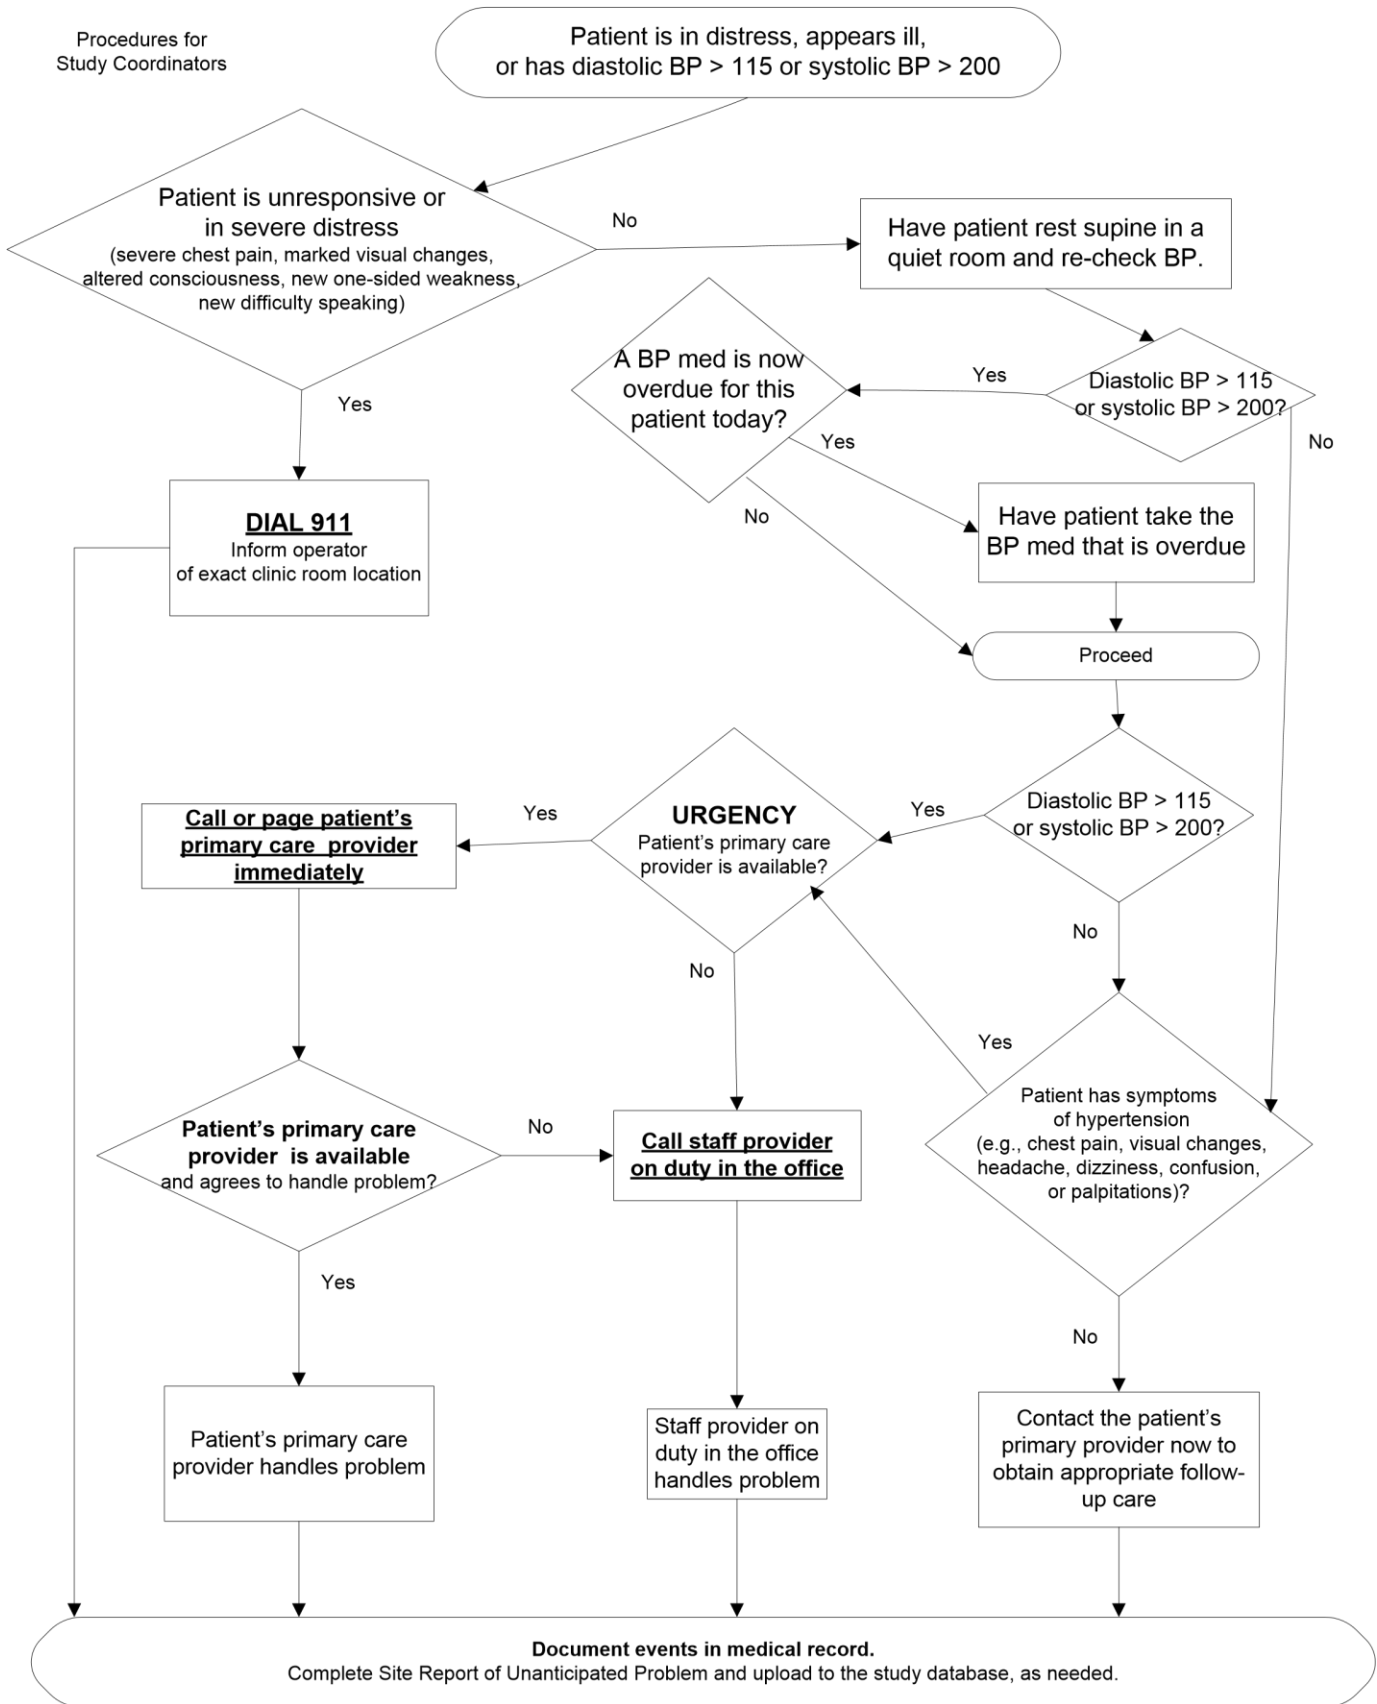 Procedures for
Study Coordinators
Patient is in distress, appears ill,
or has diastolic BP > 115 or systolic BP > 200
Patient is unresponsive or
in severe distress
(severe chest pain, marked visual changes,
altered consciousness, new one-sided weakness,
new difficulty speaking)
No
Have patient rest supine in a
quiet room and re-check BP.
Yes
Diastolic BP > 115
or systolic BP > 200?
Yes
No
A BP med is now
overdue for this
patient today?
Yes
No
DIAL 911
Inform operator
of exact clinic room location
Have patient take the
BP med that is overdue
Proceed
Diastolic BP > 115
or systolic BP > 200?
Yes
No
URGENCY
Patient's primary care
provider is available?
Yes
No
Call or page patient's
primary care provider
immediately
Patient has symptoms
of hypertension
(e.g., chest pain, visual changes,
headache, dizziness, confusion,
or palpitations)?
Yes
No
Patient's primary care
provider is available
and agrees to handle problem?
No
Yes
Call staff provider
on duty in the office
Patient's primary care
provider handles problem
Staff provider on
duty in the office
handles problem
Contact the patient's
primary provider now to
obtain appropriate follow-
up care
Document events in medical record.
Complete Site Report of Unanticipated Problem and upload to the study database, as needed.